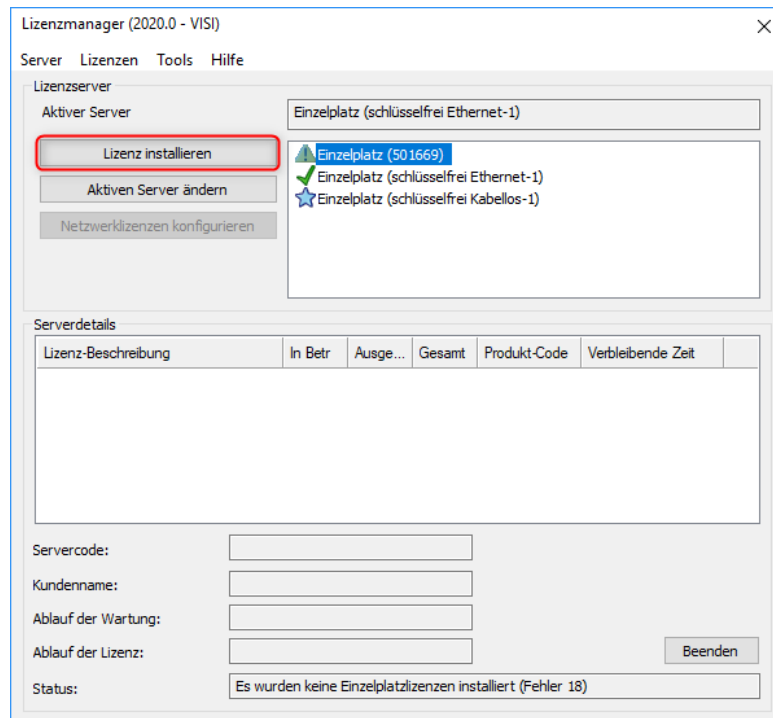 Lizenzmanager (2020.0 - VISI)
Server Lizenzen Tools Hilfe
Lizenzserver
Aktiver Server Einzelplatz (schlüsselfrei Ethernet-1)
Lizenz installieren
Aktiven Server ändern
Netzwerklizenzen konfigurieren
Einzelplatz (501669)
Einzelplatz (schlüsselfrei Ethernet-1)
Einzelplatz (schlüsselfrei Kabellos-1)
Serverdetails
Lizenz-Beschreibung In Betr Ausge... Gesamt Produkt-Code Verbleibende Zeit
Servercode:
Kundenname:
Ablauf der Wartung:
Ablauf der Lizenz:
Beenden
Status: Es wurden keine Einzelplatzlizenzen installiert (Fehler 18)